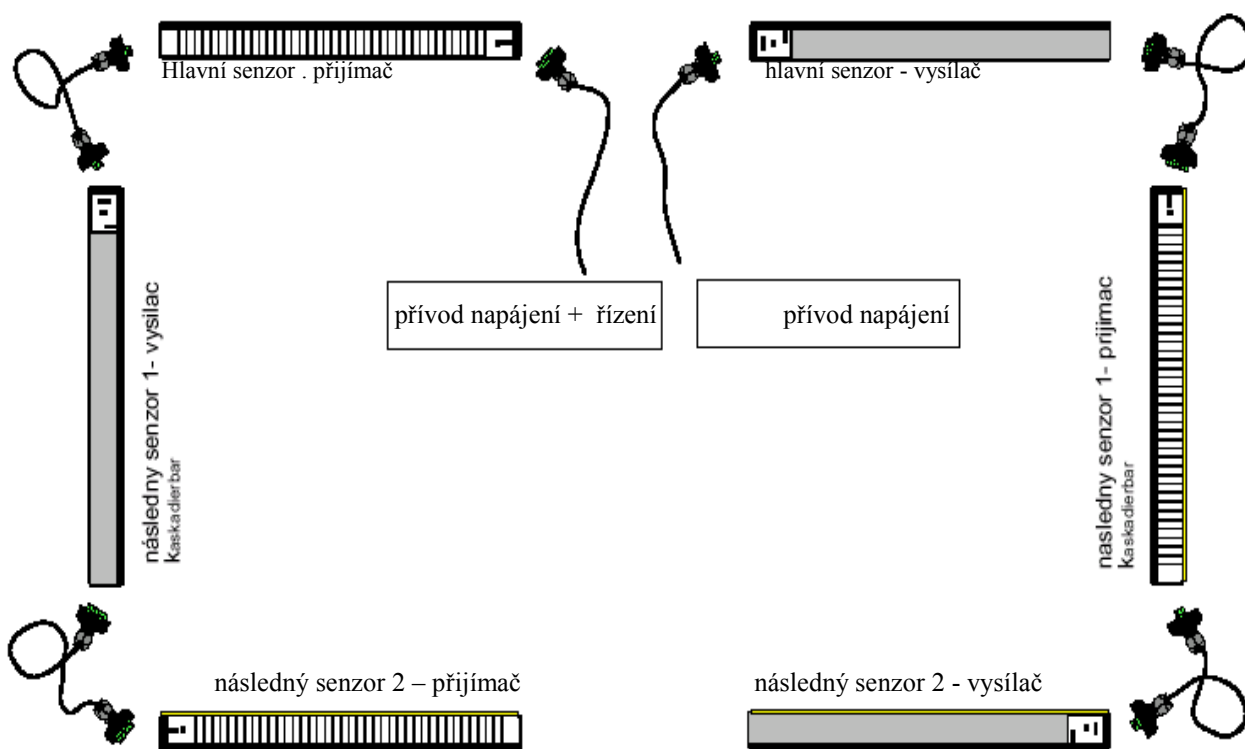 Hlavní senzor . přijímač
hlavní senzor - vysílač
přívod napájení + řízení
přívod napájení
následny senzor 1- vysílac
Kaskadierbar
nasledny senzor 1- prijimac
Kaskadierbar
následný senzor 2 – přijímač
následný senzor 2 - vysílač